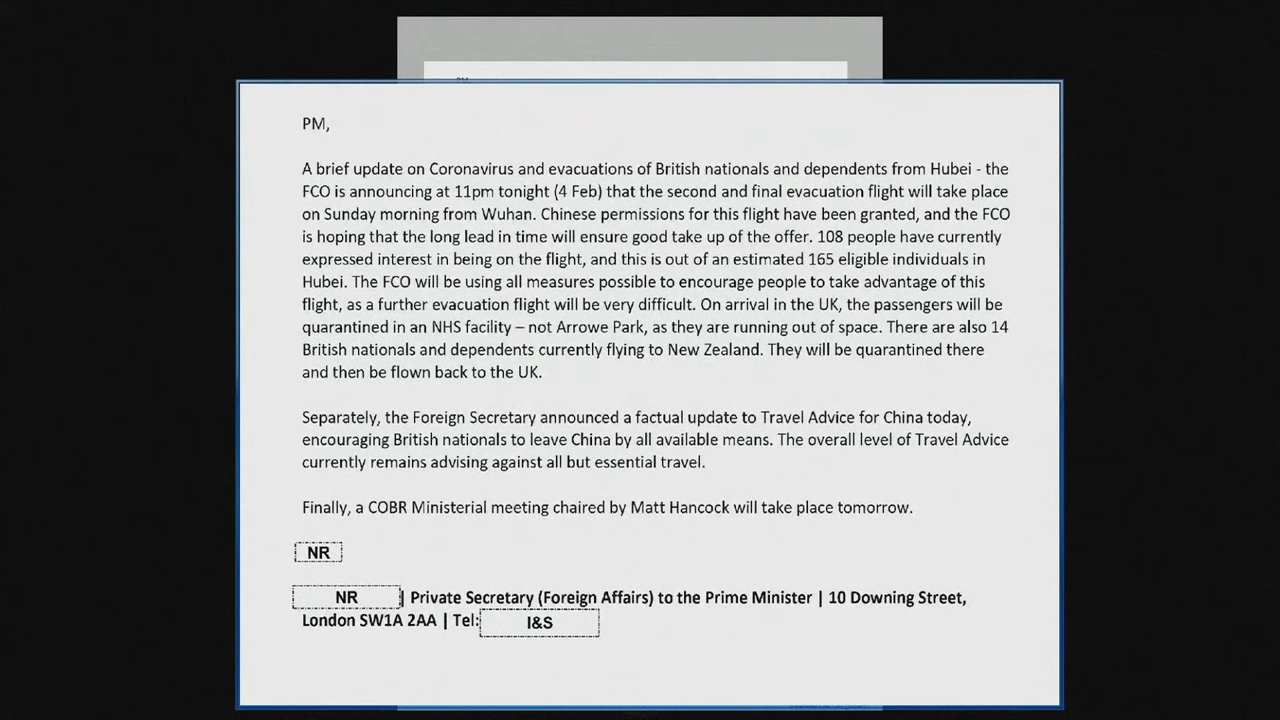 PM,
A brief update on Coronavirus and evacuations of British nationals and dependents from Hubei - the
FCO is announcing at 11pm tonight (4 Feb) that the second and final evacuation flight will take place
on Sunday morning from Wuhan. Chinese permissions for this flight have been granted, and the FCO
is hoping that the long lead in time will ensure good take up of the offer. 108 people have currently
expressed interest in being on the flight, and this is out of an estimated 165 eligible individuals in
Hubei. The FCO will be using all measures possible to encourage people to take advantage of this
flight, as a further evacuation flight will be very difficult. On arrival in the UK, the passengers will be
quarantined in an NHS facility – not Arrowe Park, as they are running out of space. There are also 14
British nationals and dependents currently flying to New Zealand. They will be quarantined there
and then be flown back to the UK.
Separately, the Foreign Secretary announced a factual update to Travel Advice for China today,
encouraging British nationals to leave China by all available means. The overall level of Travel Advice
currently remains advising against all but essential travel.
Finally, a COBR Ministerial meeting chaired by Matt Hancock will take place tomorrow.
NR
NR | Private Secretary (Foreign Affairs) to the Prime Minister | 10 Downing Street,
London SW1A 2AA | Tel: I&S